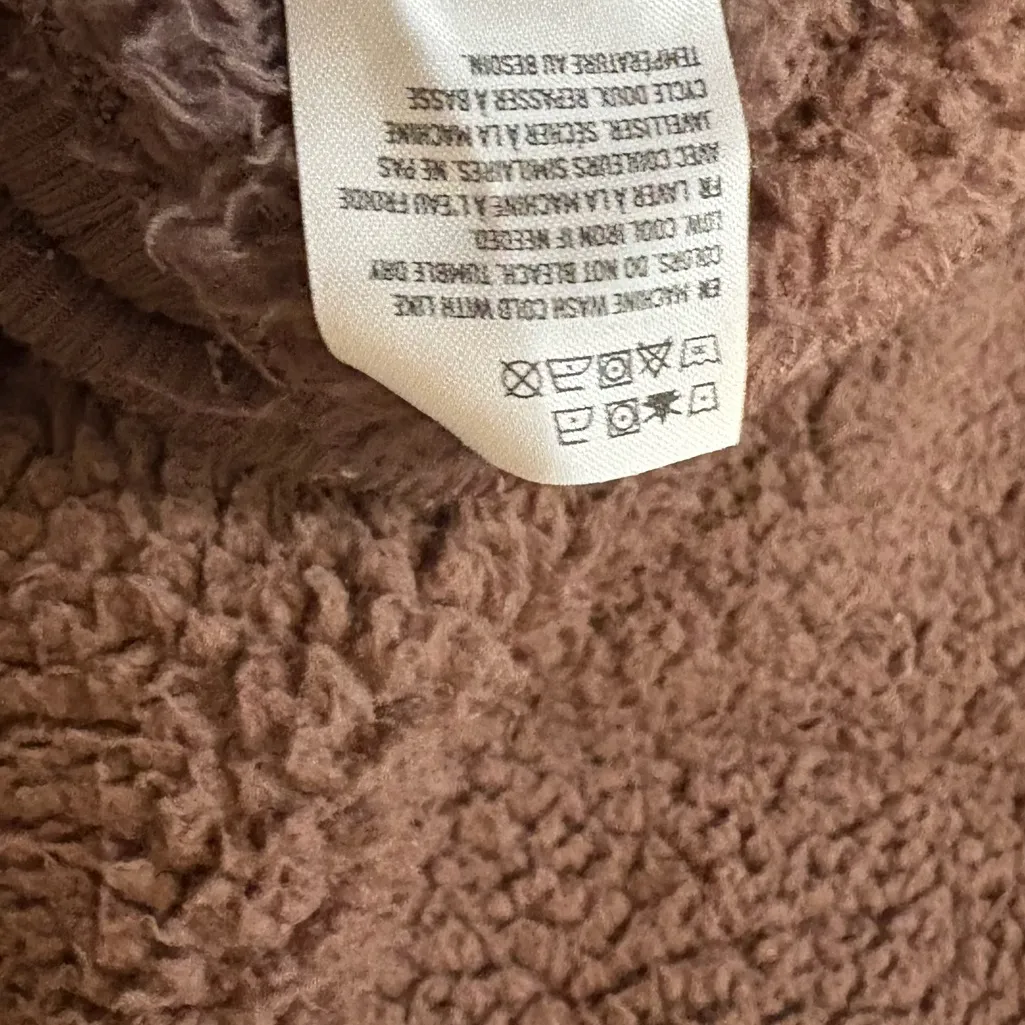 EN MACHINE WASH COLD WITH LIKE
COLORS. DO NOT BLEACH. TUMBLE DRY
LOW. COOL IRON IF NEEDED.
FR LAVER À LA MACHINE À L'EAU FROIDE
AVEC COULEURS SIMILAIRES. NE PAS
JAVELLISER. SÉCHER À LA MACHINE
CYCLE DOUX. REPASSER À BASSE
TEMPÉRATURE AU BESOIN.